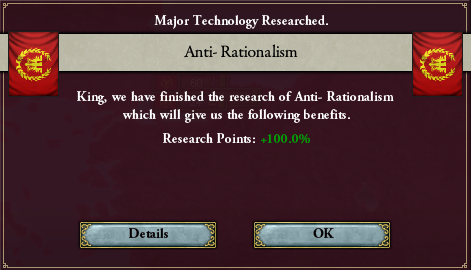 Major Technology Researched.
Anti- Rationalism
King, we have finished the research of Anti- Rationalism
which will give us the following benefits.
Research Points: +100.0%
Details
OK